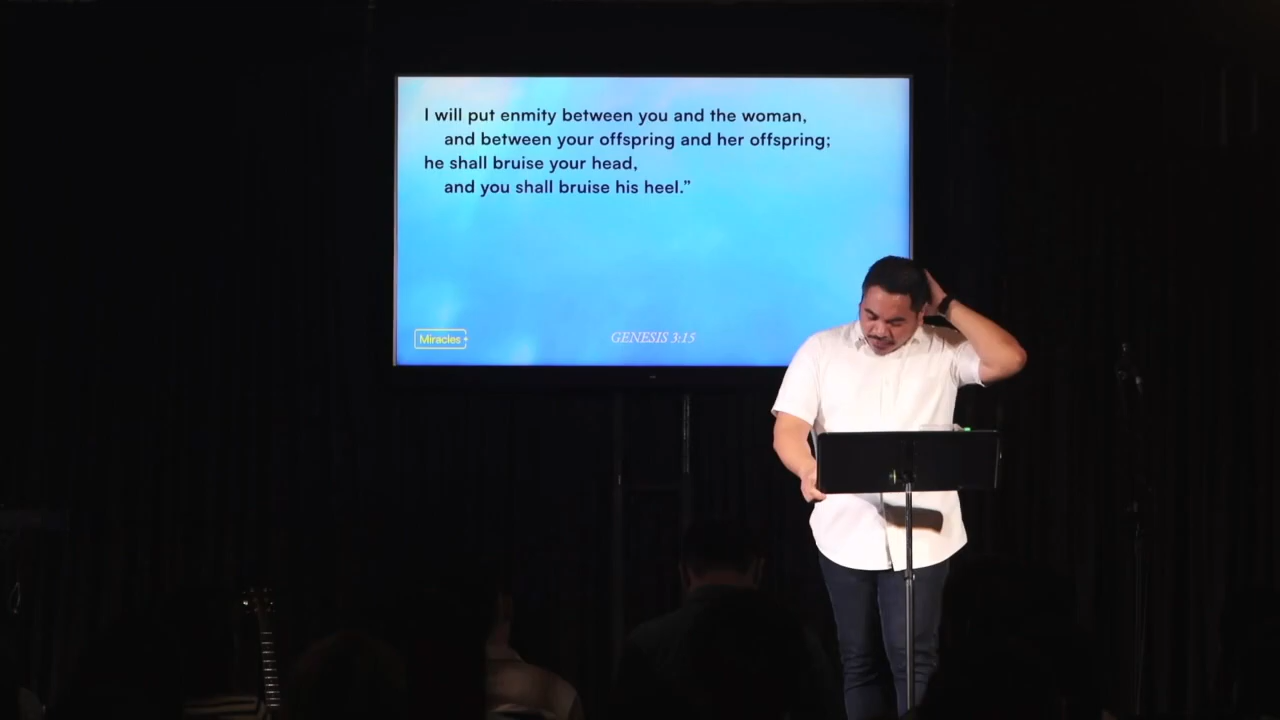 I will put enmity between you and the woman,
and between your offspring and her offspring;
he shall bruise your head,
and you shall bruise his heel.”
Miracles
GENESIS 3:15